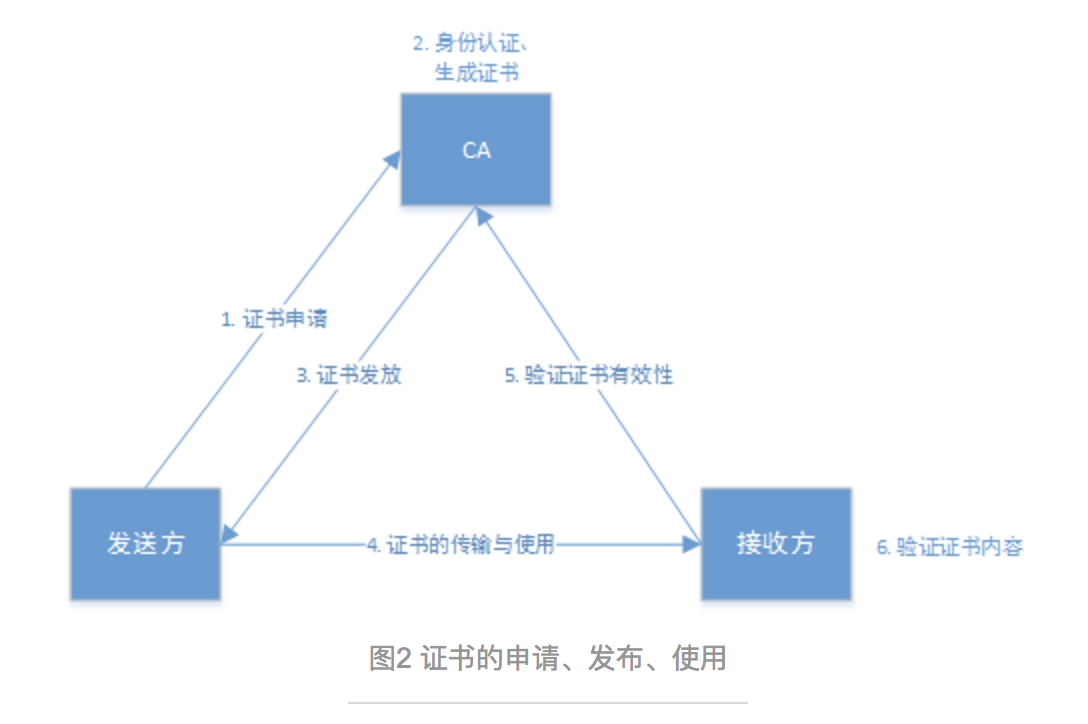 2. 身份认证、
生成证书
CA
1. 证书申请
3. 证书发放
5. 验证证书有效性
发送方
4. 证书的传输与使用
接收方
6. 验证证书内容
图2 证书的申请、发布、使用